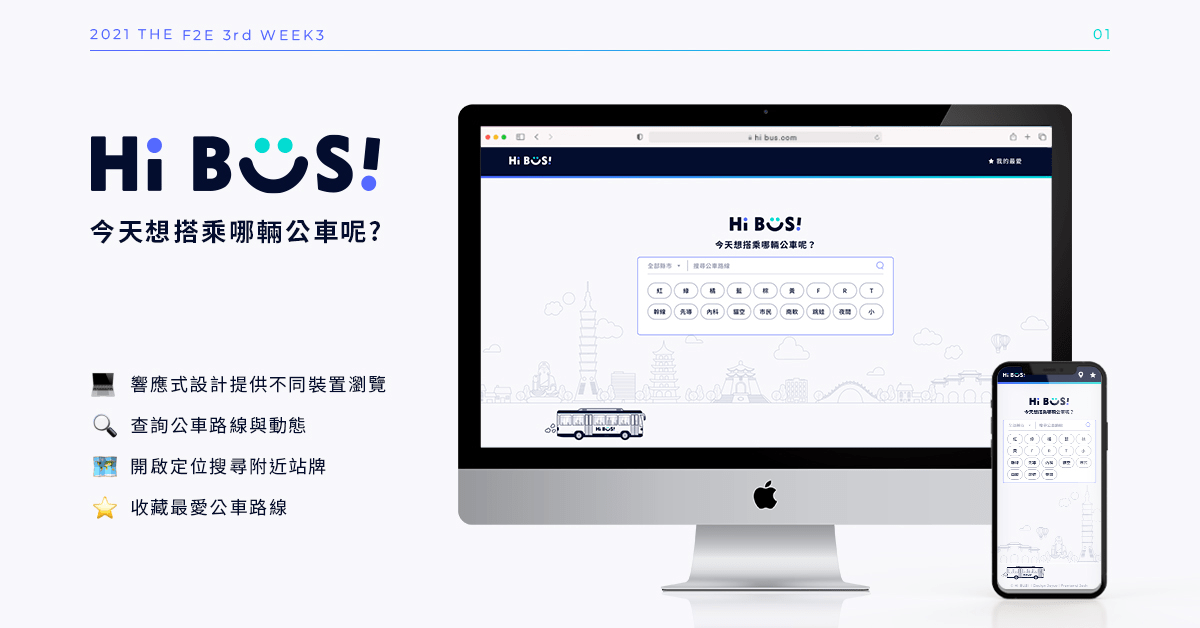 2021 THE F2E 3rd WEEK3
01
Hi BUS!
今天想搭乘哪輛公車呢?
響應式設計提供不同裝置瀏覽
查詢公車路線與動態
開啟定位搜尋附近站牌
收藏最愛公車路線
hi bus.com
Hi BUS!
★ 我的最愛
Hi BUS!
今天想搭乘哪輛公車呢？
全部縣市 搜尋公車路線
紅 綠 橘 藍 棕 黃 F R T
幹線 先導 內科 貓空 市民 南軟 跳蛙 夜間 小
Hi BUS!
Hi BUS!
Hi BUS!
今天想搭乘哪輛公車呢？